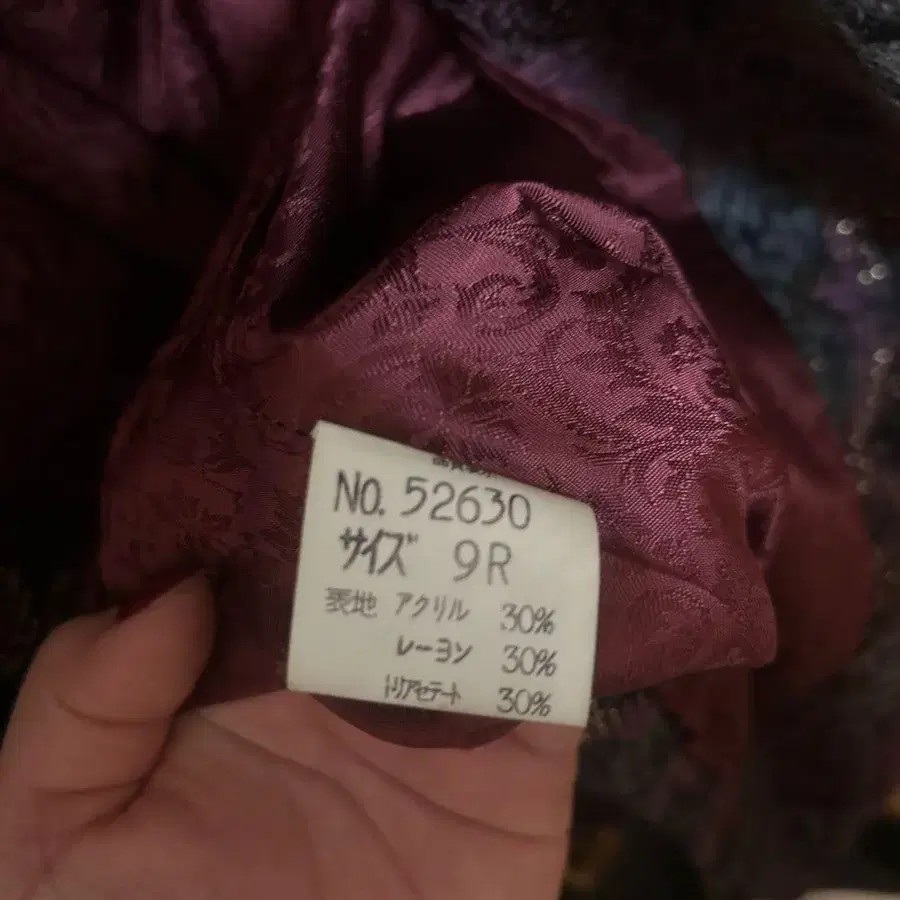 NO. 52630
サイズ 9R
表地 アクリル 30%
レーヨン 30%
トリアセテート 30%